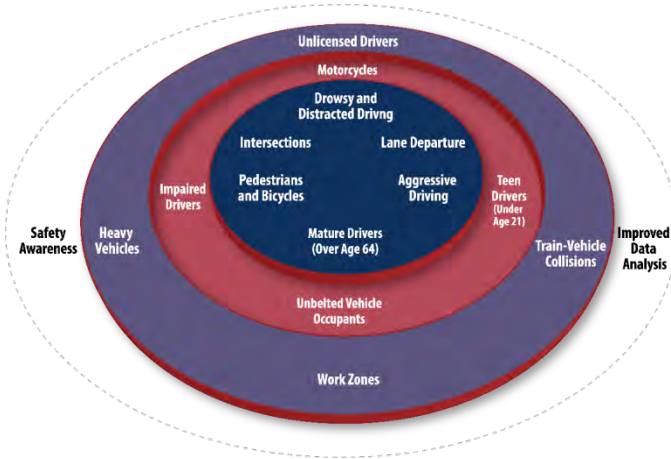 Unlicensed Drivers
Motorcycles
Drowsy and
Distracted Drivng
Intersections
Lane Departure
Impaired
Drivers
Pedestrians
and Bicycles
Aggressive
Driving
Teen
Drivers
(Under
Age 21)
Safety
Awareness
Heavy
Vehicles
Mature Drivers
(Over Age 64)
Train-Vehicle
Collisions
Improved
Data
Analysis
Unbelted Vehicle
Occupants
Work Zones